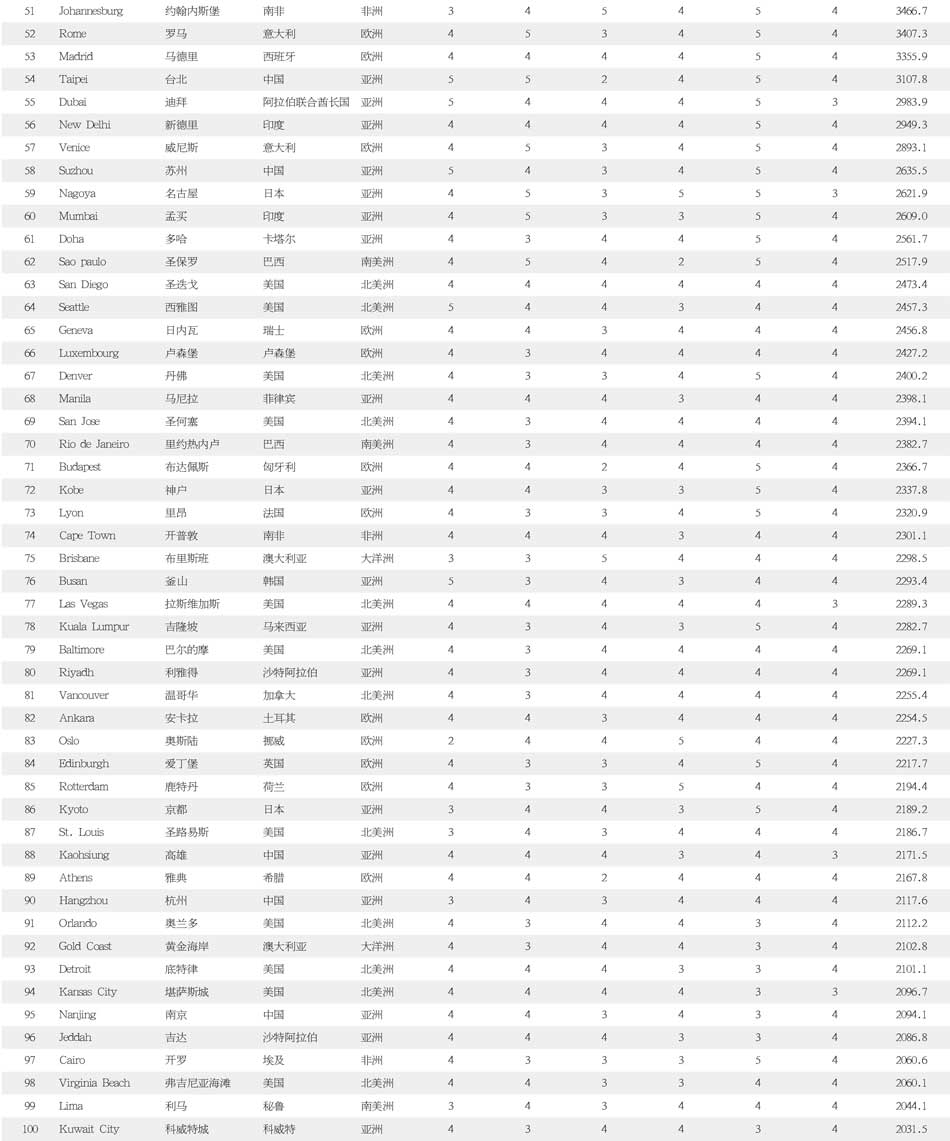 51 Johannesburg 约翰内斯堡 南非 非洲 3 4 5 4 5 4 3466.7
52 Rome 罗马 意大利 欧洲 4 5 3 4 5 4 3407.3
53 Madrid 马德里 西班牙 欧洲 4 4 4 4 5 4 3355.9
54 Taipei 台北 中国 亚洲 5 5 2 4 5 4 3107.8
55 Dubai 迪拜 阿拉伯联合酋长国 亚洲 5 4 4 4 5 3 2983.9
56 New Delhi 新德里 印度 亚洲 4 4 4 4 5 4 2949.3
57 Venice 威尼斯 意大利 欧洲 4 5 3 4 5 4 2893.1
58 Suzhou 苏州 中国 亚洲 5 4 3 4 5 4 2635.5
59 Nagoya 名古屋 日本 亚洲 4 5 3 5 5 3 2621.9
60 Mumbai 孟买 印度 亚洲 4 5 3 3 5 4 2609.0
61 Doha 多哈 卡塔尔 亚洲 4 3 4 4 5 4 2561.7
62 Sao paulo 圣保罗 巴西 南美洲 4 5 4 2 5 4 2517.9
63 San Diego 圣迭戈 美国 北美洲 4 4 4 4 4 4 2473.4
64 Seattle 西雅图 美国 北美洲 5 4 4 3 4 4 2457.3
65 Geneva 日内瓦 瑞士 欧洲 4 4 3 4 4 4 2456.8
66 Luxembourg 卢森堡 卢森堡 欧洲 4 3 4 4 4 4 2427.2
67 Denver 丹佛 美国 北美洲 4 3 3 4 5 4 2400.2
68 Manila 马尼拉 菲律宾 亚洲 4 4 4 3 4 4 2398.1
69 San Jose 圣何塞 美国 北美洲 4 3 4 4 4 4 2394.1
70 Rio de Janeiro 里约热内卢 巴西 南美洲 4 3 4 4 4 4 2382.7
71 Budapest 布达佩斯 匈牙利 欧洲 4 4 2 4 5 4 2366.7
72 Kobe 神户 日本 亚洲 4 4 3 3 5 4 2337.8
73 Lyon 里昂 法国 欧洲 4 3 3 4 5 4 2320.9
74 Cape Town 开普敦 南非 非洲 4 4 4 3 4 4 2301.1
75 Brisbane 布里斯班 澳大利亚 大洋洲 3 3 5 4 4 4 2298.5
76 Busan 釜山 韩国 亚洲 5 3 4 3 4 4 2293.4
77 Las Vegas 拉斯维加斯 美国 北美洲 4 4 4 4 4 3 2289.3
78 Kuala Lumpur 吉隆坡 马来西亚 亚洲 4 3 4 3 5 4 2282.7
79 Baltimore 巴尔的摩 美国 北美洲 4 3 4 4 4 4 2269.1
80 Riyadh 利雅得 沙特阿拉伯 亚洲 4 3 4 4 4 4 2269.1
81 Vancouver 温哥华 加拿大 北美洲 4 3 4 4 4 4 2255.4
82 Ankara 安卡拉 土耳其 欧洲 4 4 3 4 4 4 2254.5
83 Oslo 奥斯陆 挪威 欧洲 2 4 4 5 4 4 2227.3
84 Edinburgh 爱丁堡 英国 欧洲 4 3 3 4 5 4 2217.7
85 Rotterdam 鹿特丹 荷兰 欧洲 4 3 3 5 4 4 2194.4
86 Kyoto 京都 日本 亚洲 3 4 4 3 5 4 2189.2
87 St. Louis 圣路易斯 美国 北美洲 3 4 3 4 4 4 2186.7
88 Kaohsiung 高雄 中国 亚洲 4 4 4 3 4 3 2171.5
89 Athens 雅典 希腊 欧洲 4 4 2 4 4 4 2167.8
90 Hangzhou 杭州 中国 亚洲 3 4 3 4 4 4 2117.6
91 Orlando 奥兰多 美国 北美洲 4 3 4 4 3 4 2112.2
92 Gold Coast 黄金海岸 澳大利亚 大洋洲 4 3 4 4 3 4 2102.8
93 Detroit 底特律 美国 北美洲 4 4 4 3 3 4 2101.1
94 Kansas City 堪萨斯城 美国 北美洲 4 4 4 4 3 3 2096.7
95 Nanjing 南京 中国 亚洲 4 4 3 4 3 4 2094.1
96 Jeddah 吉达 沙特阿拉伯 亚洲 4 4 4 3 3 4 2086.8
97 Cairo 开罗 埃及 非洲 4 3 3 3 5 4 2060.6
98 Virginia Beach 弗吉尼亚海滩 美国 北美洲 4 4 3 3 4 4 2060.1
99 Lima 利马 秘鲁 南美洲 3 4 3 4 4 4 2044.1
100 Kuwait City 科威特城 科威特 亚洲 4 3 4 4 3 4 2031.5